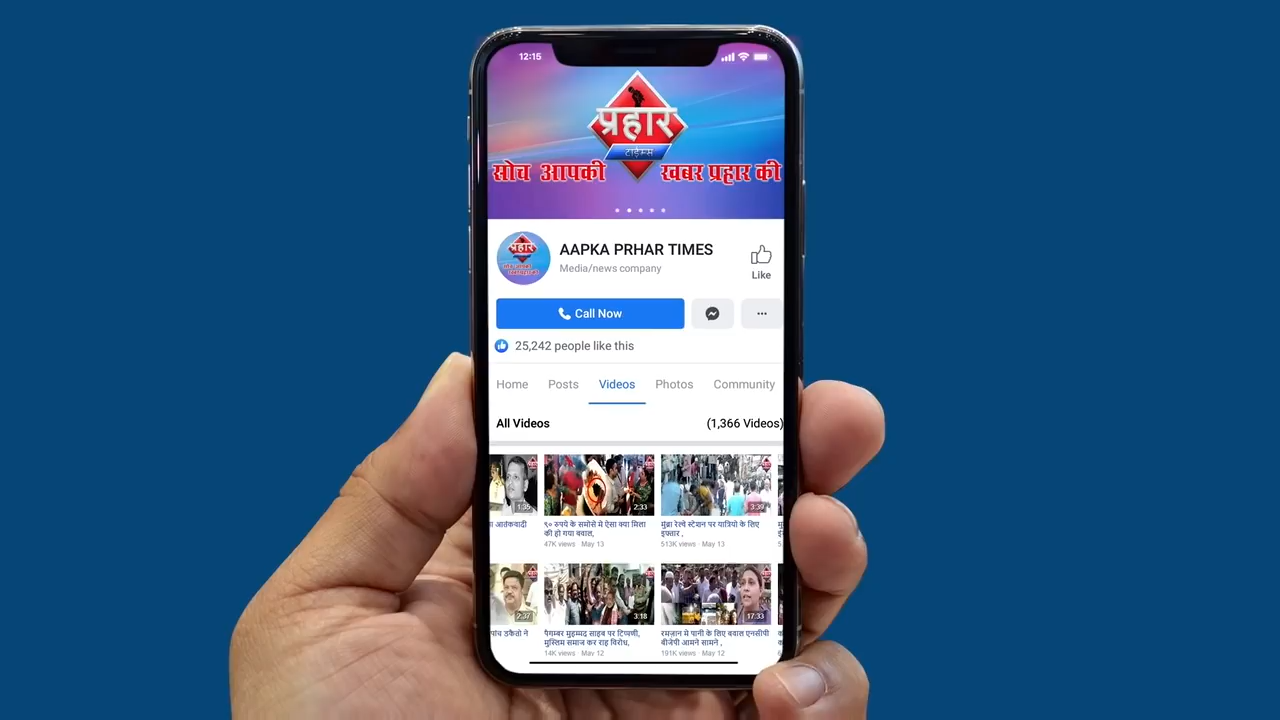 12:15
प्रहार
टाईम्स
सोच आपकी खबर प्रहार की
प्रहार
AAPKA PRHAR TIMES
Media/news company
Like
Call Now
25,242 people like this
Home Posts Videos Photos Community
All Videos (1,366 Videos)
1:35
2:33
3:39
आतंकवादी
१० रुपये के समोसे मे ऐसा क्या मिला
की हो गया बवाल,
47K views · May 13
मुंब्रा रेल्वे स्टेशन पर यात्रियों के लिए
इफ्तार ,
513K views · May 13
2:37
3:18
17:33
पांच डकैतो ने
पैगम्बर मुहम्मद साहब पर टिप्पणी,
मुस्लिम समाज कर रहा विरोध,
14K views · May 12
रमज़ान मे पानी के लिए बवाल एनसीपी
बीजेपी आमने सामने ,
191K views · May 12